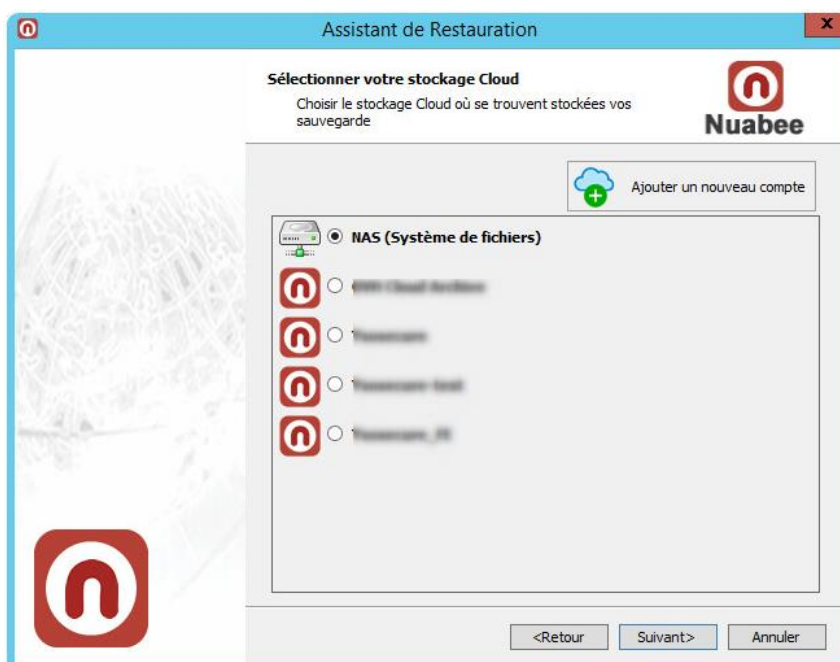 Assistant de Restauration
x
Sélectionner votre stockage Cloud
Choisir le stockage Cloud où se trouvent stockées vos
sauvegarde
Nuabee
Ajouter un nouveau compte
NAS (Système de fichiers)
<Retour
Suivant>
Annuler